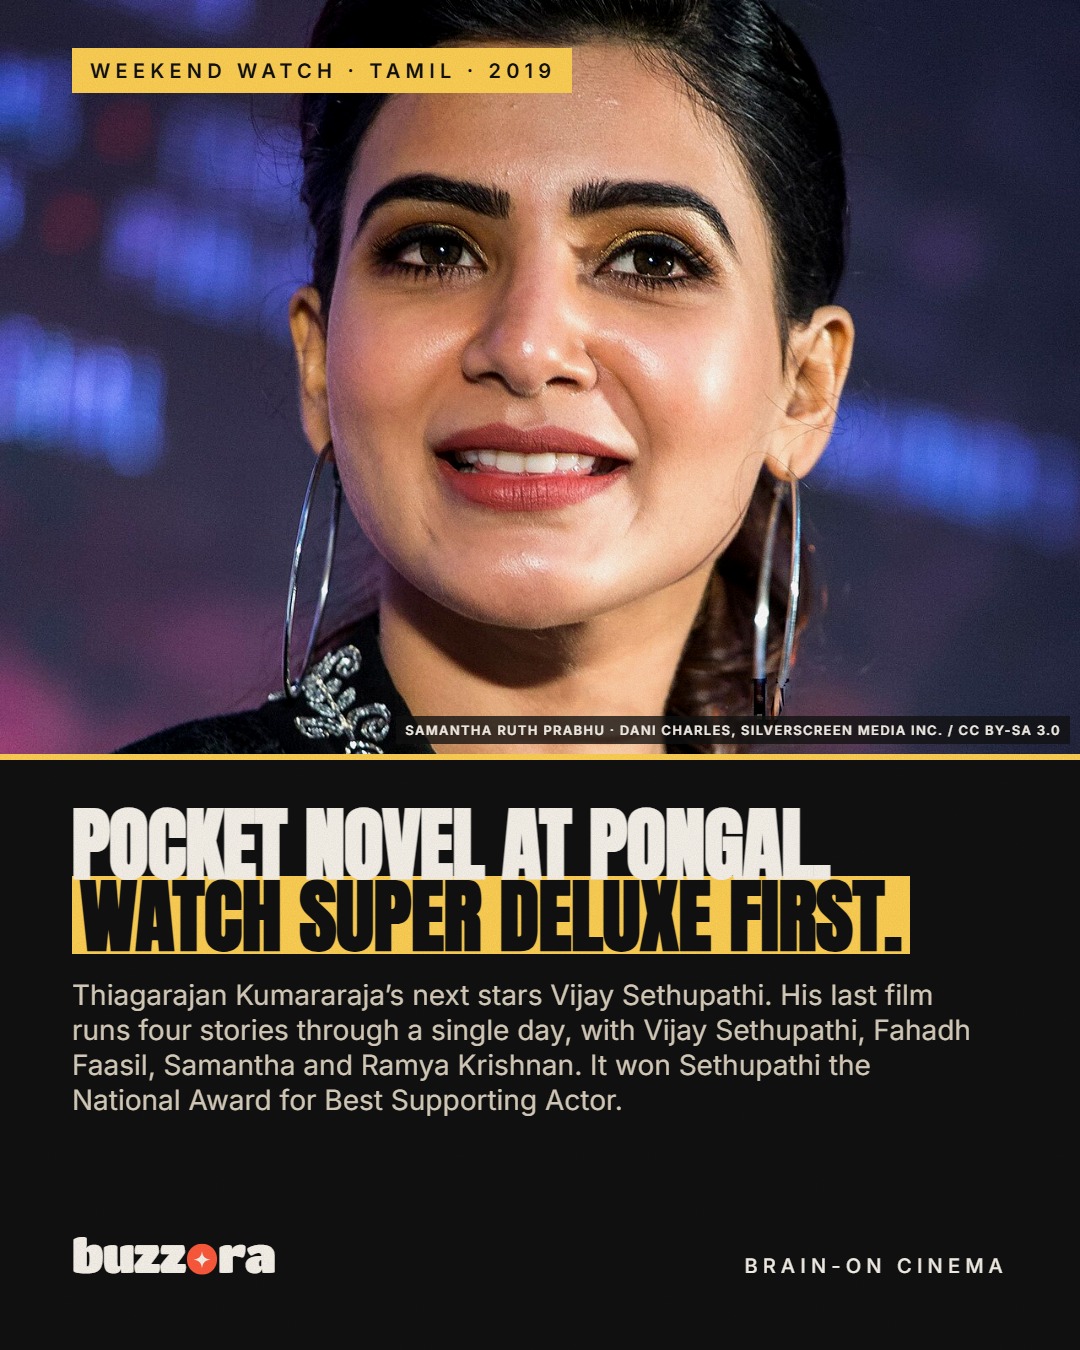 WEEKEND WATCH · TAMIL · 2019
SAMANTHA RUTH PRABHU · DANI CHARLES, SILVERSCREEN MEDIA INC. / CC BY-SA 3.0
POCKET NOVEL AT PONGAL.
WATCH SUPER DELUXE FIRST.
Thiagarajan Kumararaja’s next stars Vijay Sethupathi. His last film
runs four stories through a single day, with Vijay Sethupathi, Fahadh
Faasil, Samantha and Ramya Krishnan. It won Sethupathi the
National Award for Best Supporting Actor.
buzzora
BRAIN-ON CINEMA